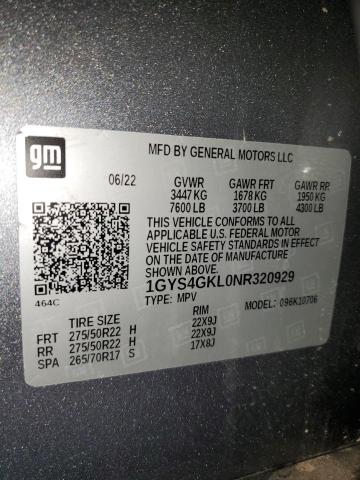 gm
MFD BY GENERAL MOTORS LLC
06/22 GVWR GAWR FRT GAWR RR
3447 KG 1678 KG 1950 KG
7600 LB 3700 LB 4300 LB
THIS VEHICLE CONFORMS TO ALL
APPLICABLE U.S. FEDERAL MOTOR
VEHICLE SAFETY STANDARDS IN
EFFECT ON THE DATE OF MANUFACTURE
SHOWN ABOVE.
1GYS4GKL0NR320929
464C TYPE: MPV MODEL: 096K10706
TIRE SIZE RIM
FRT 275/50R22 H 22X9J
RR 275/50R22 H 22X9J
SPA 265/70R17 S 17X8J